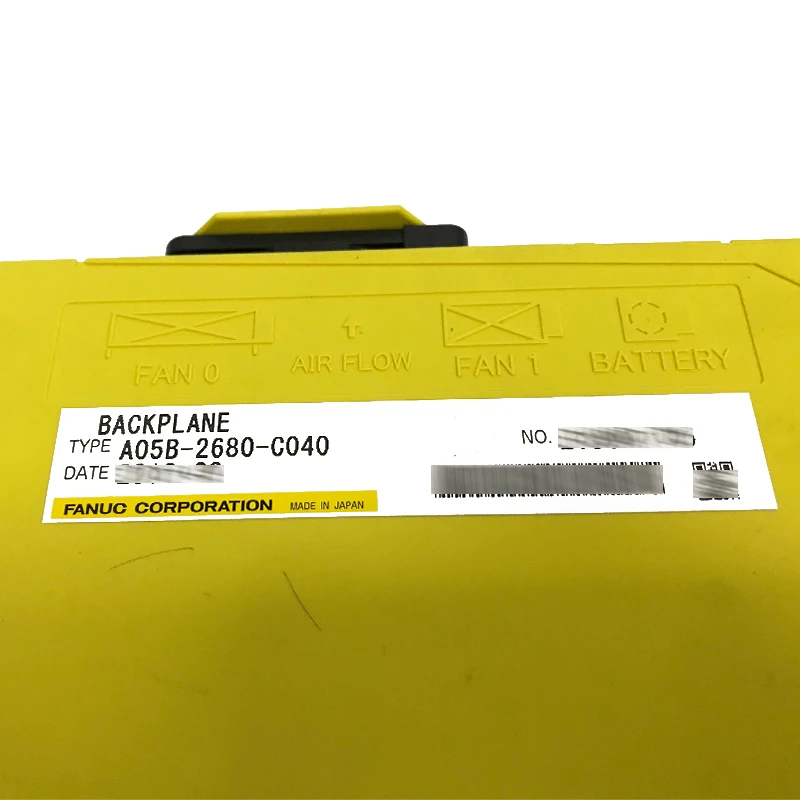 FAN 0
AIR FLOW
FAN 1
BATTERY
BACKPLANE
TYPE A05B-2680-C040
NO.
DATE
FANUC CORPORATION MADE IN JAPAN